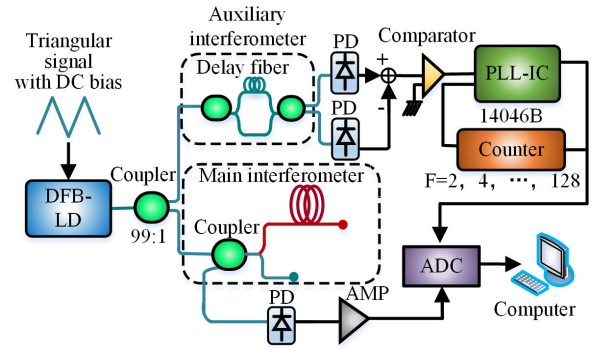 Triangular
signal
with DC bias
DFB-
LD
Coupler
99:1
Auxiliary
interferometer
Delay fiber
PD
PD
+
-
Comparator
PLL-IC
14046B
Counter
F=2, 4, ···, 128
Main interferometer
Coupler
PD
AMP
ADC
Computer